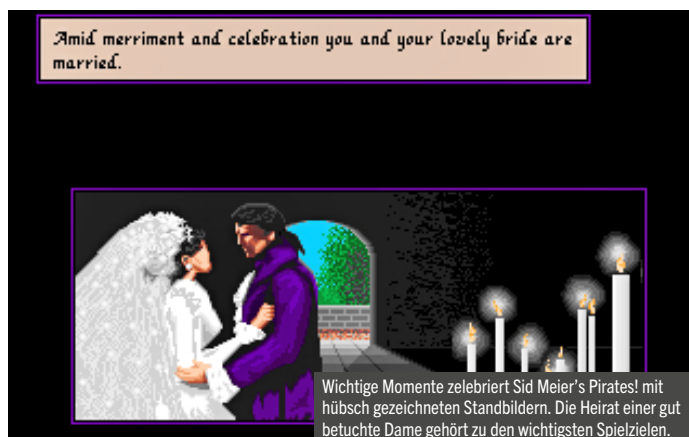 Amid merriment and celebration you and your lovely bride are
married.
Wichtige Momente zelebriert Sid Meier's Pirates! mit
hübsch gezeichneten Standbildern. Die Heirat einer gut
betuchte Dame gehört zu den wichtigsten Spielzielen.